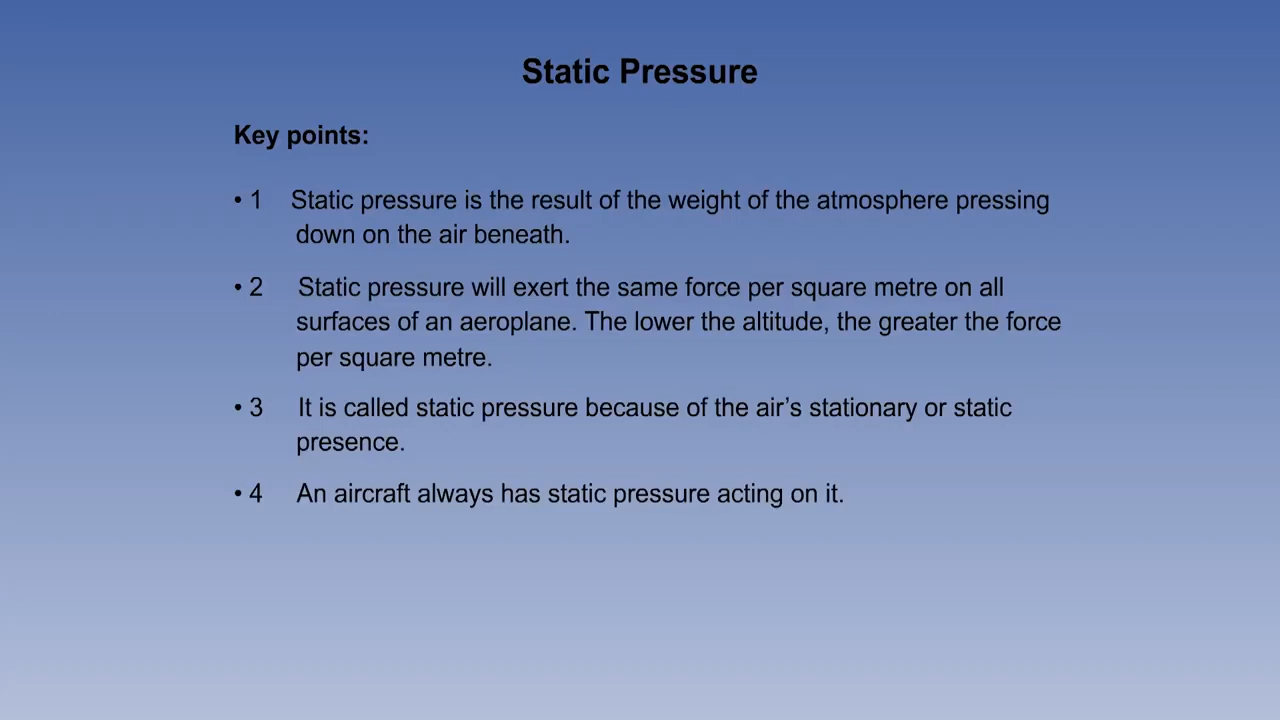 Static Pressure
Key points:
• 1 Static pressure is the result of the weight of the atmosphere pressing
down on the air beneath.
• 2 Static pressure will exert the same force per square metre on all
surfaces of an aeroplane. The lower the altitude, the greater the force
per square metre.
• 3 It is called static pressure because of the air’s stationary or static
presence.
• 4 An aircraft always has static pressure acting on it.